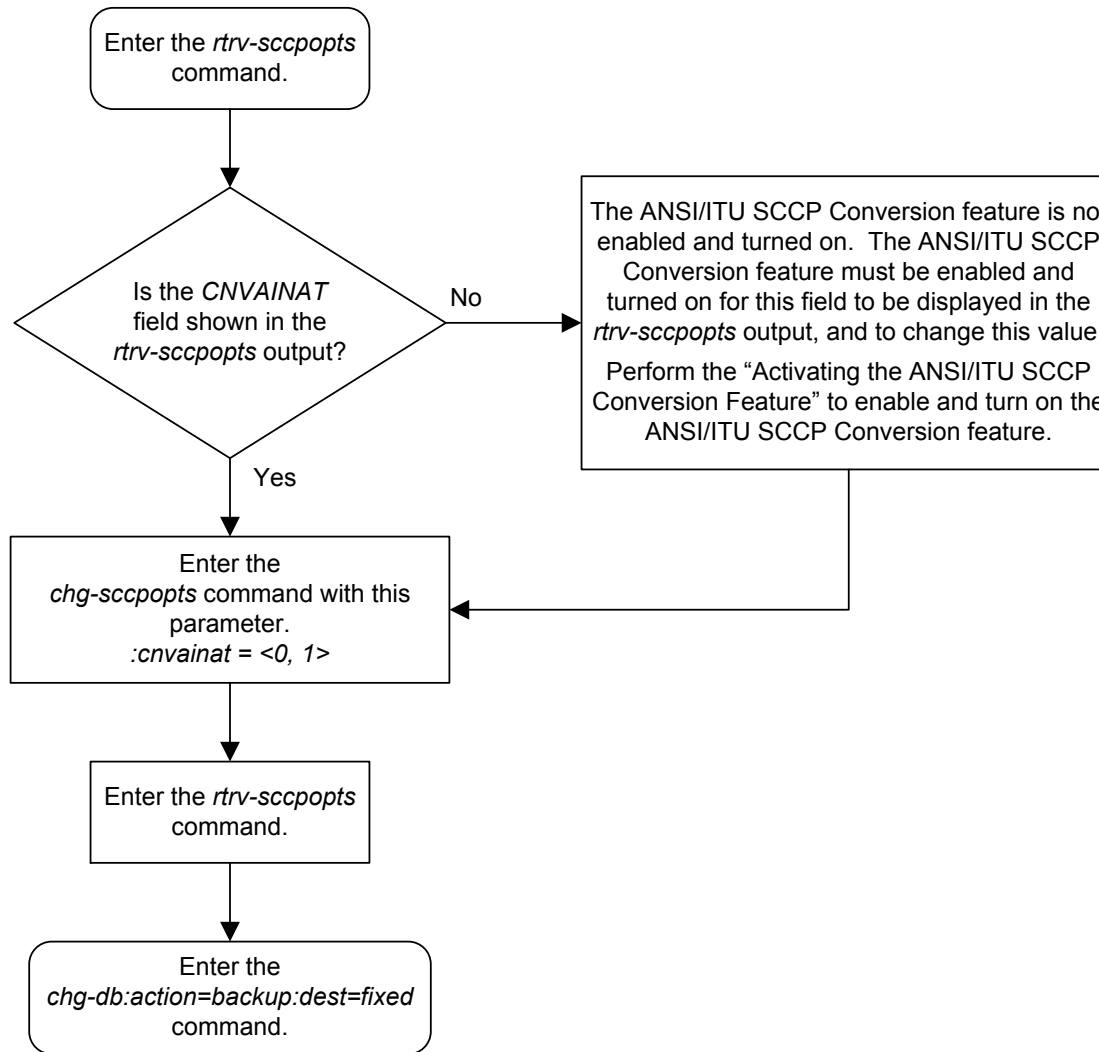 Enter the rtrv-sccpopts
command.
Is the CNVAINAT
field shown in the
rtrv-sccpopts output?
No
The ANSI/ITU SCCP Conversion feature is no
enabled and turned on. The ANSI/ITU SCCP
Conversion feature must be enabled and
turned on for this field to be displayed in the
rtrv-sccpopts output, and to change this value
Perform the “Activating the ANSI/ITU SCCP
Conversion Feature” to enable and turn on the
ANSI/ITU SCCP Conversion feature.
Yes
Enter the
chg-sccpopts command with this
parameter.
:cnvainat = <0, 1>
Enter the rtrv-sccpopts
command.
Enter the
chg-db:action=backup:dest=fixed
command.